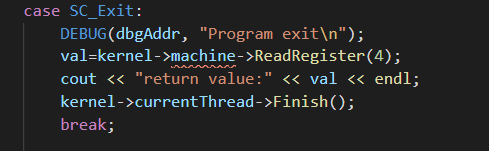 case SC_Exit:
DEBUG(dbgAddr, "Program exit\n");
val=kernel->machine->ReadRegister(4);
cout << "return value:" << val << endl;
kernel->currentThread->Finish();
break;